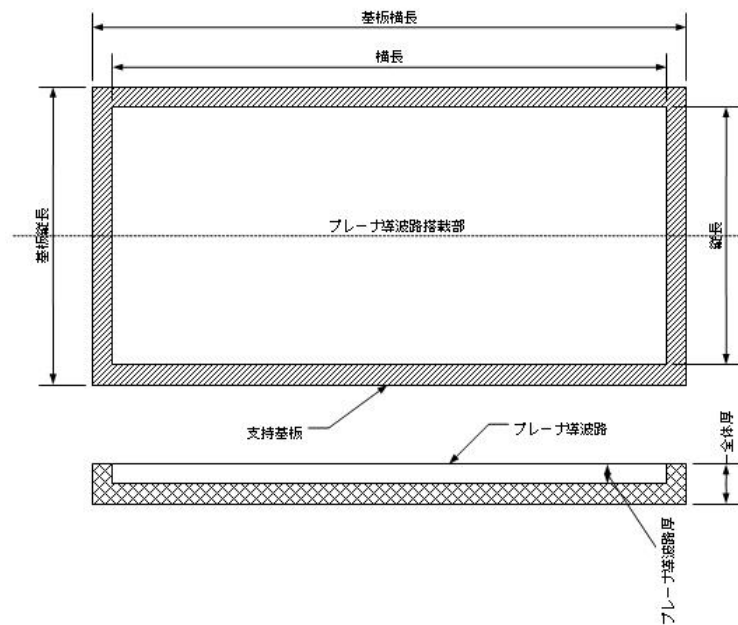 基板横長
横長
基板縦長
プレーナ導波路搭載部
縦長
支持基板
プレーナ導波路
全体厚
プレーナ導波路厚